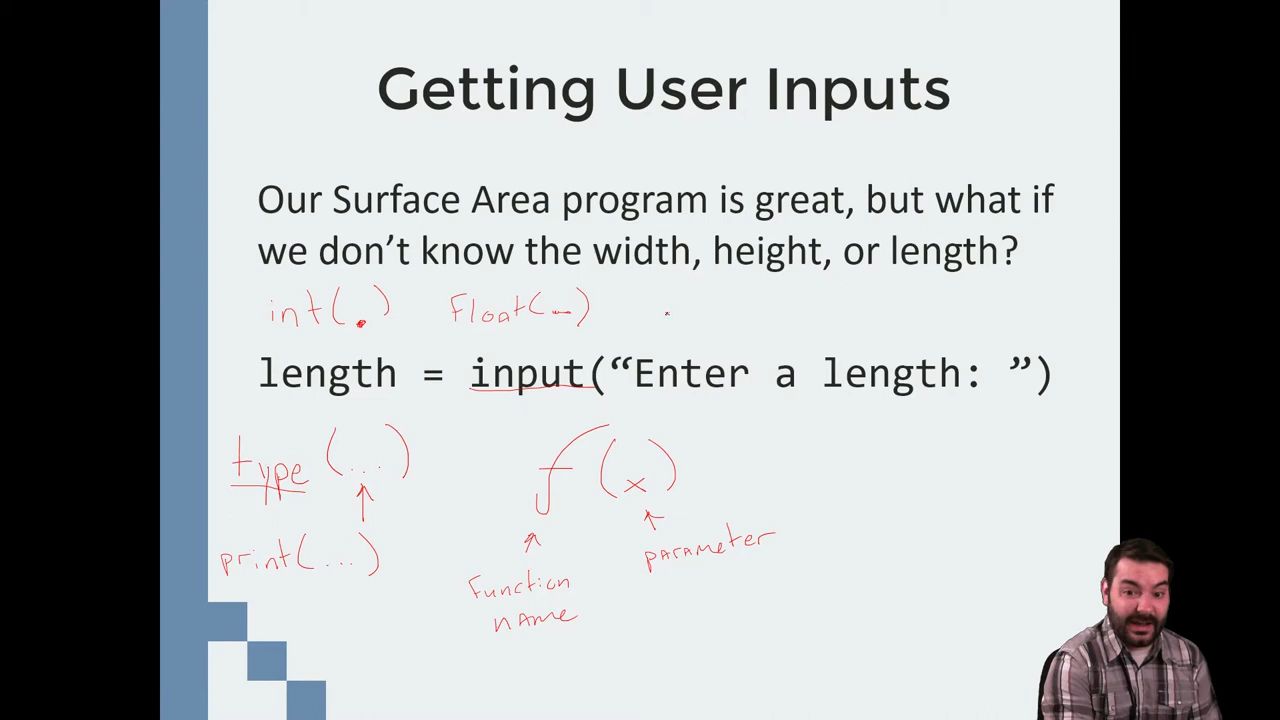 Getting User Inputs
Our Surface Area program is great, but what if
we don’t know the width, height, or length?
int(.) float(...)
length = input(“Enter a length: ”)
type (...) f(x)
print(...) parameter
function
name